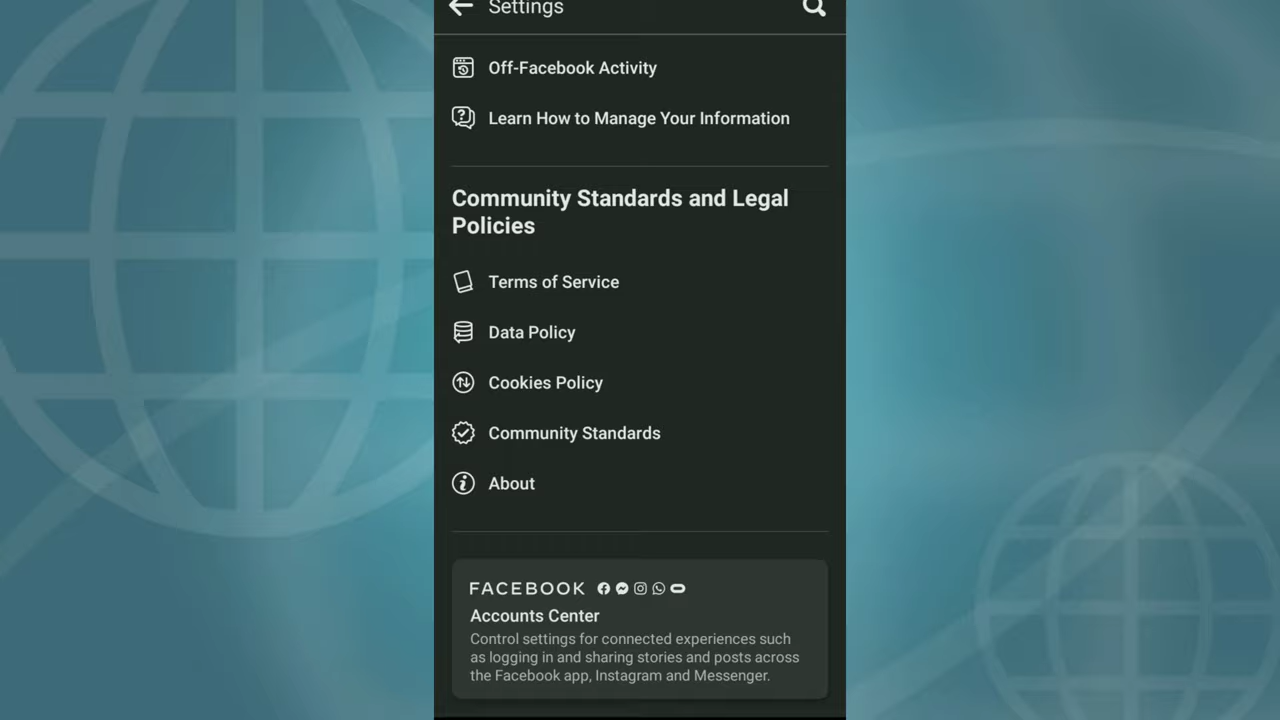 Settings
Off-Facebook Activity
Learn How to Manage Your Information
Community Standards and Legal
Policies
Terms of Service
Data Policy
Cookies Policy
Community Standards
About
FACEBOOK
Accounts Center
Control settings for connected experiences such
as logging in and sharing stories and posts across
the Facebook app, Instagram and Messenger.